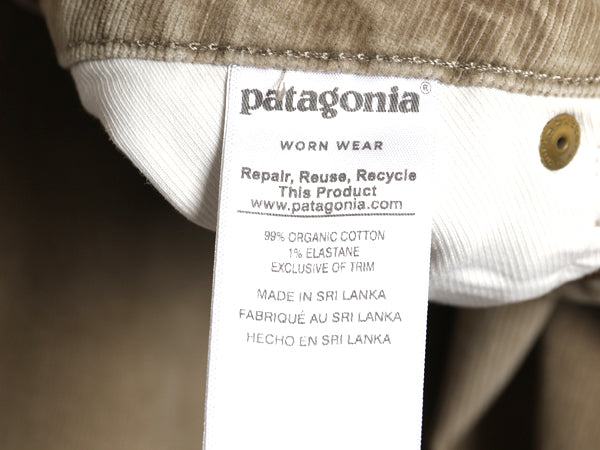 patagonia®
WORN WEAR
Repair, Reuse, Recycle
This Product
www.patagonia.com
99% ORGANIC COTTON
1% ELASTANE
EXCLUSIVE OF TRIM
MADE IN SRI LANKA
FABRIQUÉ AU SRI LANKA
HECHO EN SRI LANKA